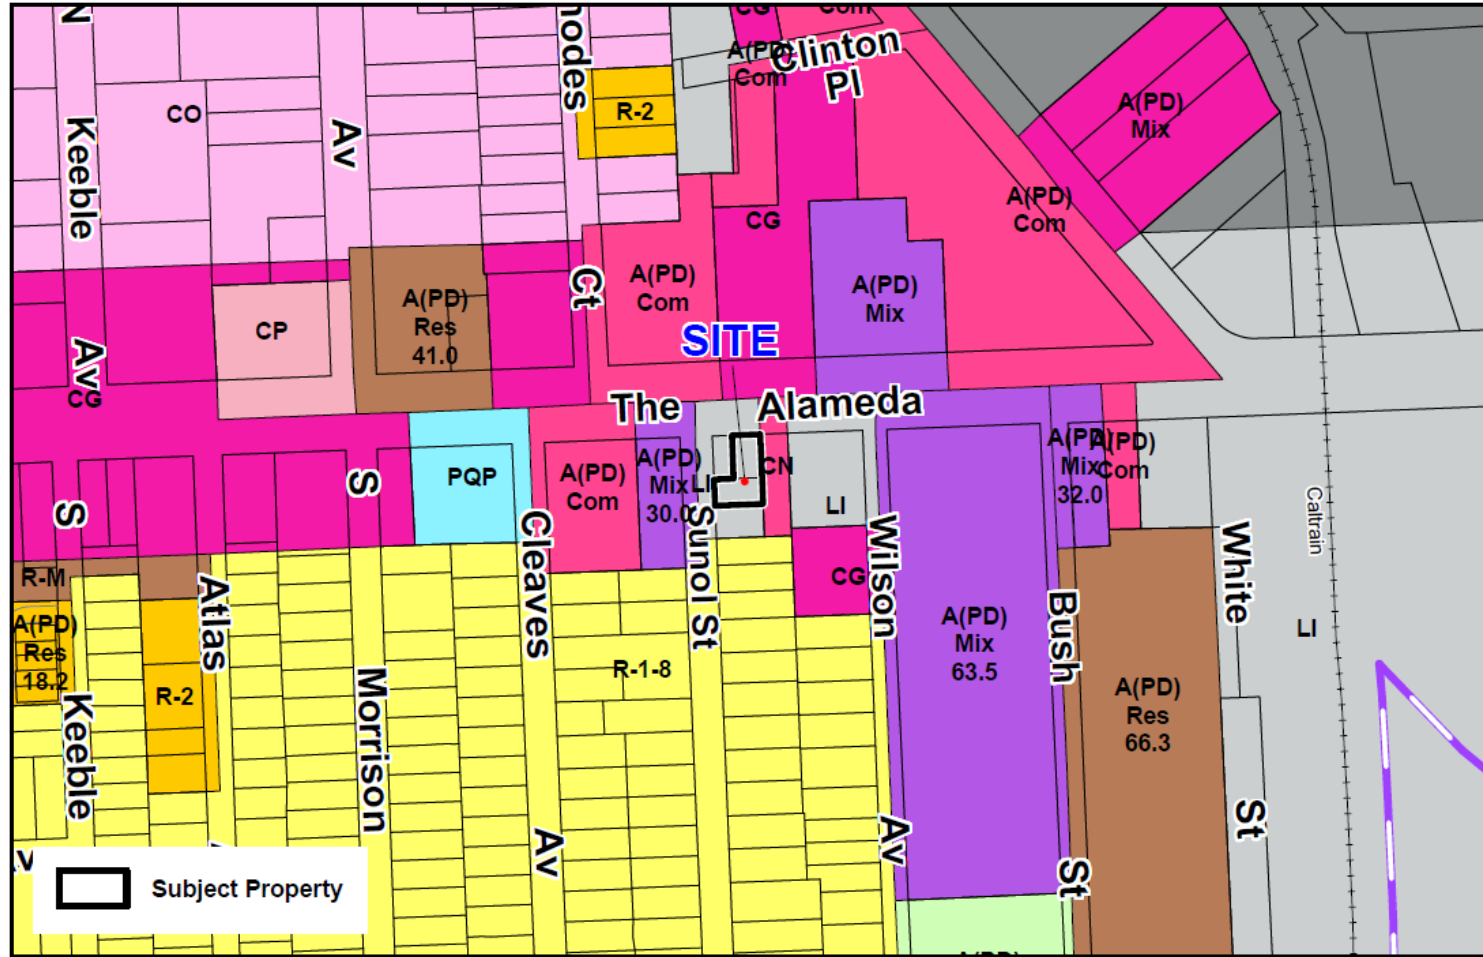 CG
Com
N
hodes
A(PD)
Com
Clinton
Pl
CO
Keeble
Av
R-2
A(PD)
Mix
A(PD)
Com
CG
A(PD)
Com
A(PD)
Mix
Ct
A(PD)
Res
41.0
CP
SITE
Av
CG
The Alameda
A(PD)
Com
A(PD)
Mix
30.0
LI
CN
LI
A(PD)
Mix
32.0
A(PD)
Com
PQP
S
S
Cleaves
Sunol St
Wilson
Caltrain
White
R-M
CG
Atlas
A(PD)
Res
18.2
R-2
Keeble
Morrison
R-1-8
A(PD)
Mix
63.5
Bush
A(PD)
Res
66.3
LI
St
Av
Av
St
Subject Property